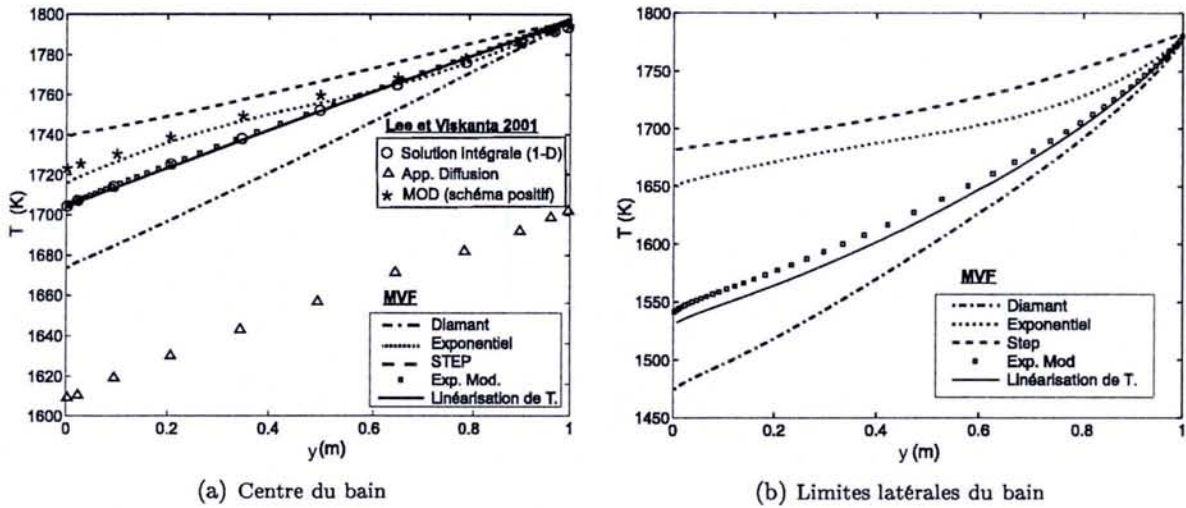 1800
1780
1760
1740
1720
1700
1680
1660
1640
1620
1600
T (K)
0
0.2
0.4
0.6
0.8
1
y(m)
Lee et Viskanta 2001
Solution Intégrale (1-D)
App. Diffusion
MOD (schéma positif)
MVF
Diamant
Exponentiel
STEP
Exp. Mod.
Linéarisation de T.
(a) Centre du bain
1800
1750
1700
1650
1600
1550
1500
1450
T (K)
0
0.2
0.4
0.6
0.8
1
y (m)
MVF
Diamant
Exponentiel
Step
Exp. Mod
Linéarisation de T.
(b) Limites latérales du bain